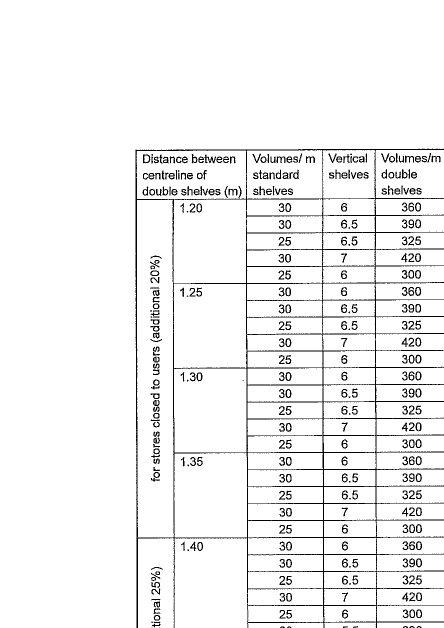 Distance between centreline of double shelves (m) Volumes/ m standard shelves Vertical shelves Volumes/m double shelves
for stores closed to users (additional 20%)
1.20 30 6 360
30 6.5 390
25 6.5 325
30 7 420
25 6 300
1.25 30 6 360
30 6.5 390
25 6.5 325
30 7 420
25 6 300
1.30 30 6 360
30 6.5 390
25 6.5 325
30 7 420
25 6 300
1.35 30 6 360
30 6.5 390
25 6.5 325
30 7 420
25 6 300
tional 25%)
1.40 30 6 360
30 6.5 390
25 6.5 325
30 7 420
25 6 300